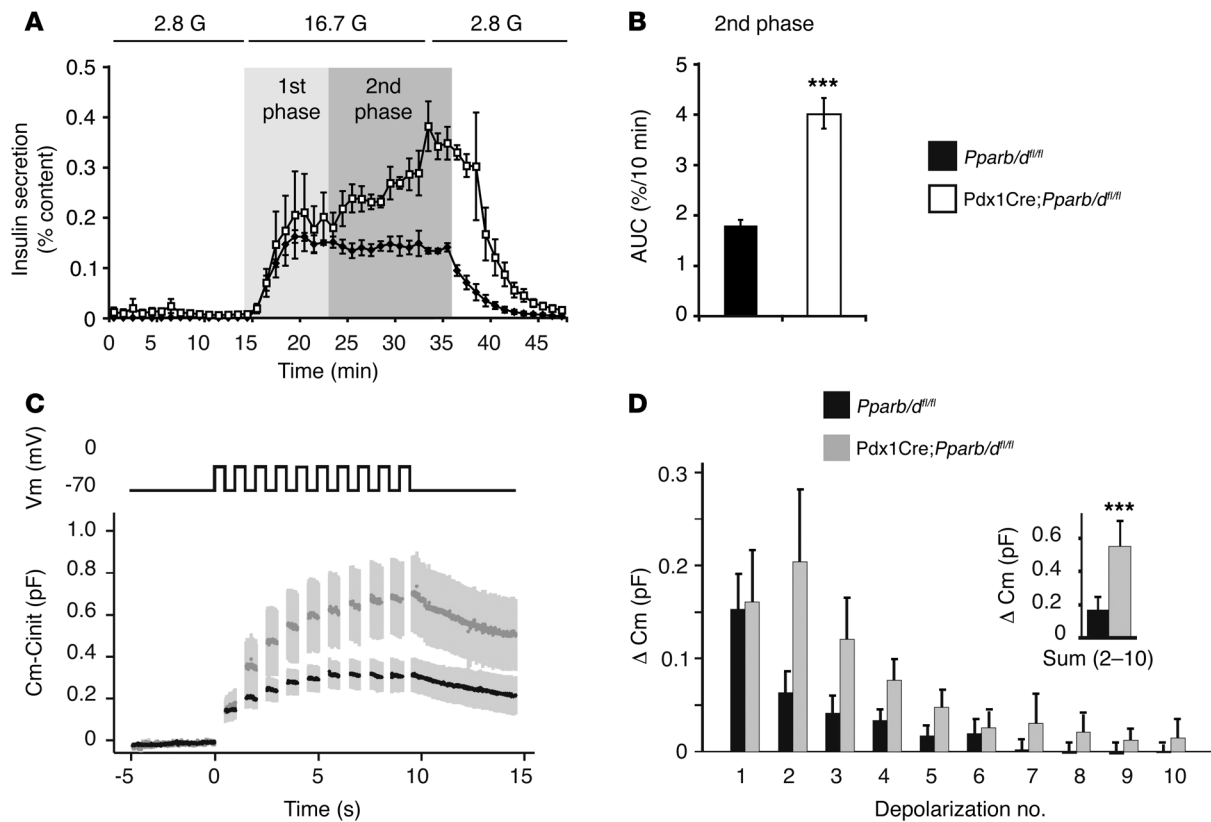 A
2.8 G
16.7 G
2.8 G
Insulin secretion
(% content)
0.5
0.4
0.3
0.2
0.1
0
1st
phase
2nd
phase
0
5
10
15
20
25
30
35
40
45
Time (min)
B
2nd phase
AUC (%/10 min)
5
4
3
2
1
0
***
Pparb/dfl/fl
Pdx1Cre;Pparb/dfl/fl
C
Vm (mV)
0
-70
Cm-Cinit (pF)
1.0
0.8
0.6
0.4
0.2
0
-5
0
5
10
15
Time (s)
D
Pparb/dfl/fl
Pdx1Cre;Pparb/dfl/fl
Δ Cm (pF)
0.3
0.2
0.1
0
1
2
3
4
5
6
7
8
9
10
Depolarization no.
***
Δ Cm (pF)
0.6
0.4
0.2
0
Sum (2–10)